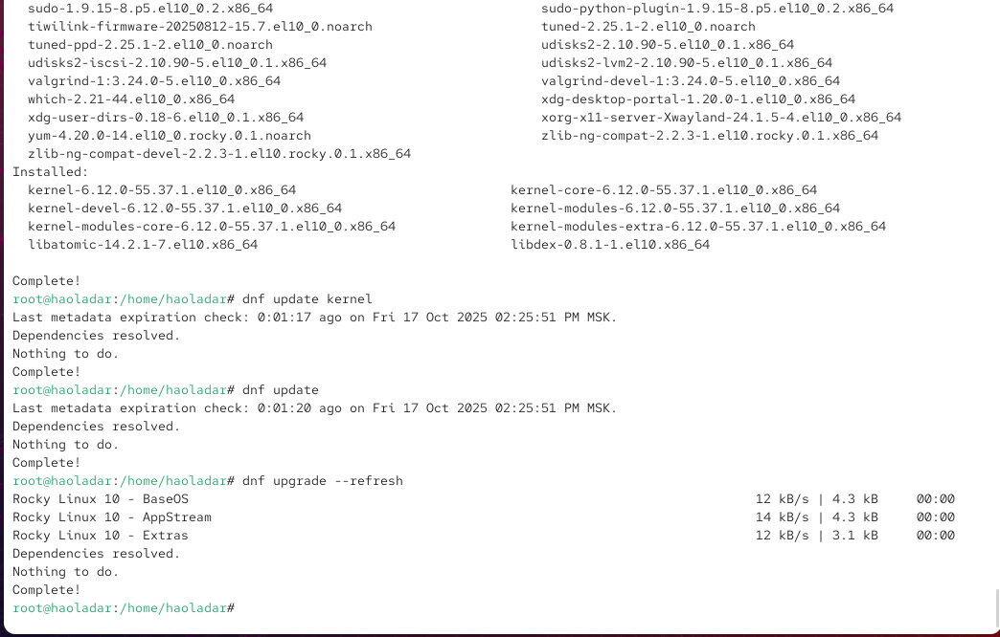 sudo-1.9.15-8.p5.el10_0.2.x86_64 sudo-python-plugin-1.9.15-8.p5.el10_0.2.x86_64
tiwilink-firmware-20250812-15.7.el10_0.noarch tuned-2.25.1-2.el10_0.noarch
tuned-ppd-2.25.1-2.el10_0.noarch udisks2-2.10.90-5.el10_0.1.x86_64
udisks2-iscsi-2.10.90-5.el10_0.1.x86_64 udisks2-lvm2-2.10.90-5.el10_0.1.x86_64
valgrind-1:3.24.0-5.el10_0.x86_64 valgrind-devel-1:3.24.0-5.el10_0.x86_64
which-2.21-44.el10_0.x86_64 xdg-desktop-portal-1.20.0-1.el10_0.x86_64
xdg-user-dirs-0.18-6.el10_0.1.x86_64 xorg-x11-server-Xwayland-24.1.5-4.el10_0.x86_64
yum-4.20.0-14.el10_0.rocky.0.1.noarch zlib-ng-compat-2.2.3-1.el10.rocky.0.1.x86_64
zlib-ng-compat-devel-2.2.3-1.el10.rocky.0.1.x86_64
Installed:
kernel-6.12.0-55.37.1.el10_0.x86_64 kernel-core-6.12.0-55.37.1.el10_0.x86_64
kernel-devel-6.12.0-55.37.1.el10_0.x86_64 kernel-modules-6.12.0-55.37.1.el10_0.x86_64
kernel-modules-core-6.12.0-55.37.1.el10_0.x86_64 kernel-modules-extra-6.12.0-55.37.1.el10_0.x86_64
libatomic-14.2.1-7.el10.x86_64 libdex-0.8.1-1.el10.x86_64
Complete!
root@haoladar:/home/haoladar# dnf update kernel
Last metadata expiration check: 0:01:17 ago on Fri 17 Oct 2025 02:25:51 PM MSK.
Dependencies resolved.
Nothing to do.
Complete!
root@haoladar:/home/haoladar# dnf update
Last metadata expiration check: 0:01:20 ago on Fri 17 Oct 2025 02:25:51 PM MSK.
Dependencies resolved.
Nothing to do.
Complete!
root@haoladar:/home/haoladar# dnf upgrade --refresh
Rocky Linux 10 - BaseOS 12 kB/s | 4.3 kB 00:00
Rocky Linux 10 - AppStream 14 kB/s | 4.3 kB 00:00
Rocky Linux 10 - Extras 12 kB/s | 3.1 kB 00:00
Dependencies resolved.
Nothing to do.
Complete!
root@haoladar:/home/haoladar#